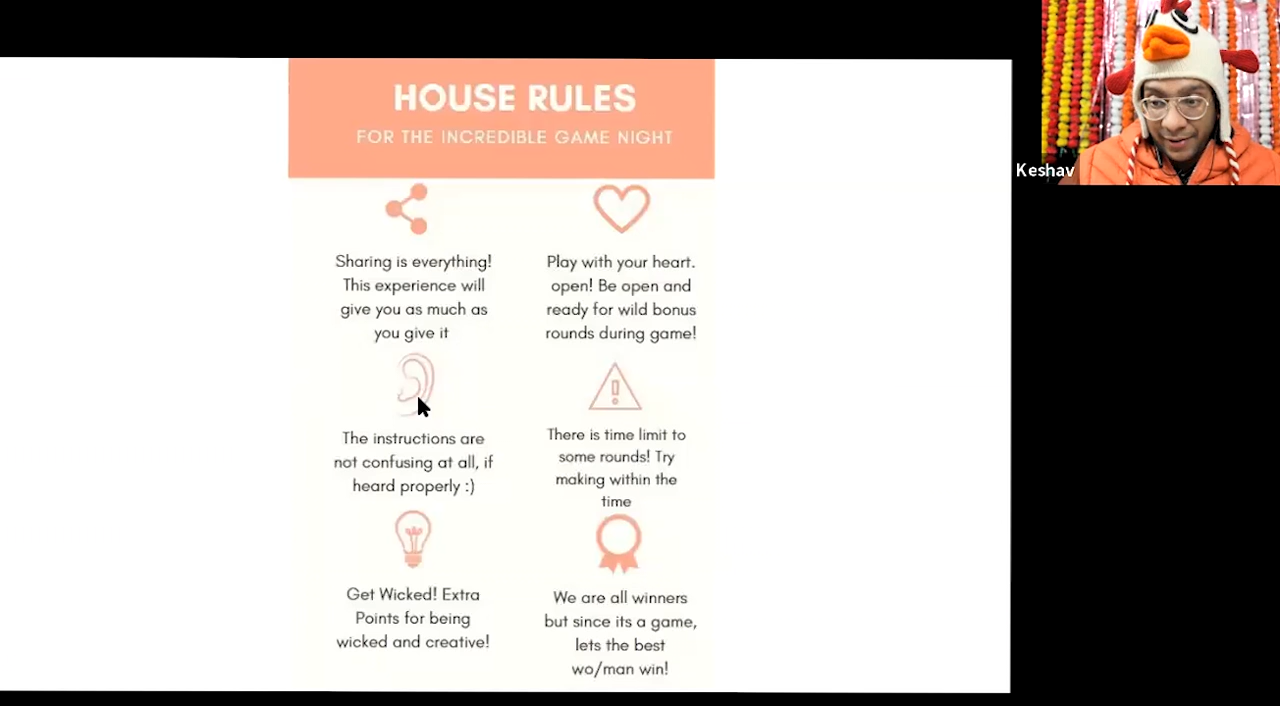 HOUSE RULES
FOR THE INCREDIBLE GAME NIGHT
Sharing is everything!
This experience will
give you as much as
you give it
Play with your heart.
open! Be open and
ready for wild bonus
rounds during game!
The instructions are
not confusing at all, if
heard properly :)
There is time limit to
some rounds! Try
making within the
time
Get Wicked! Extra
Points for being
wicked and creative!
We are all winners
but since its a game,
lets the best
wo/man win!
Keshav